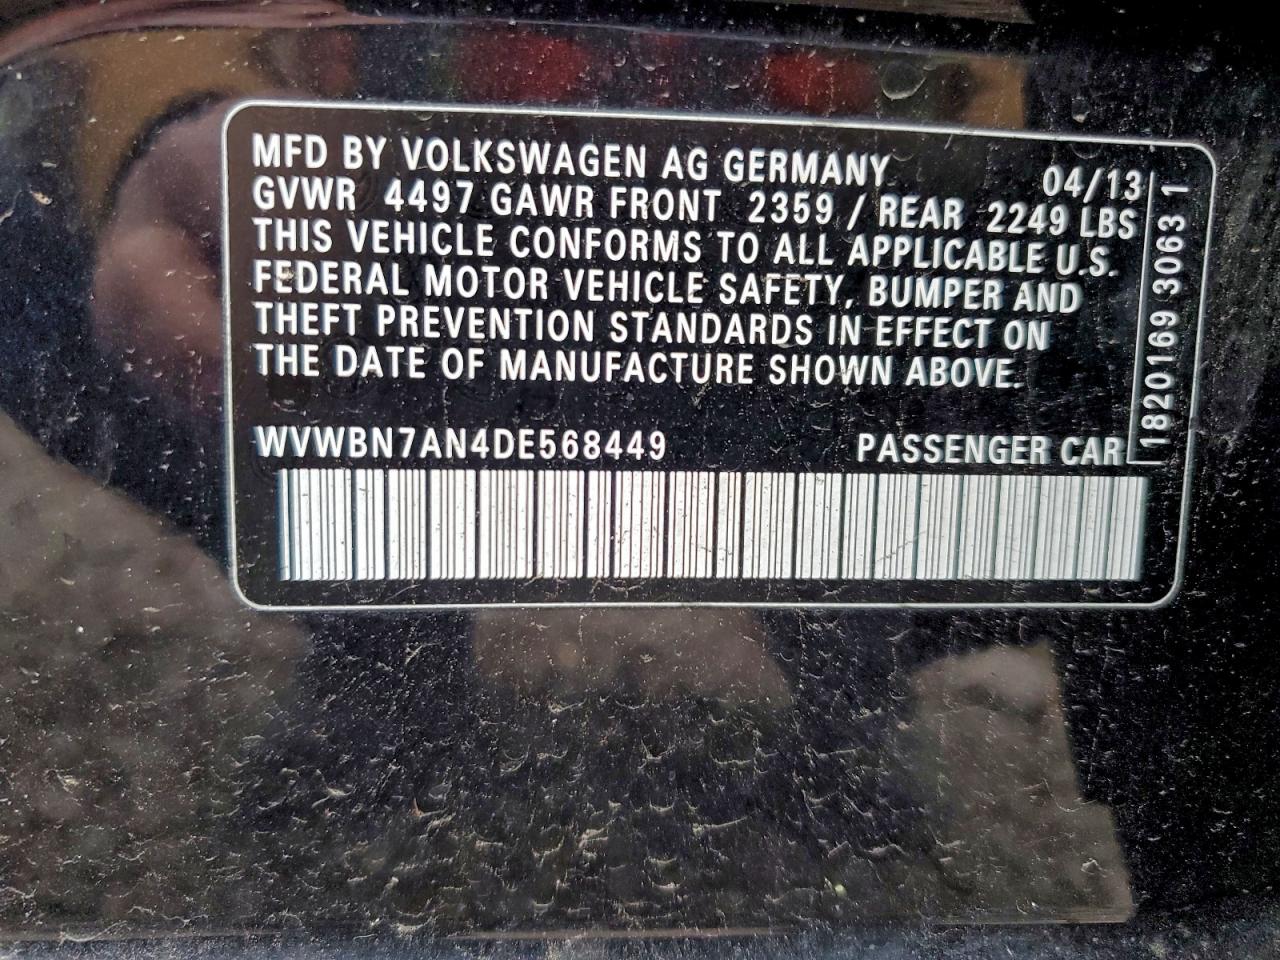 MFD BY VOLKSWAGEN AG GERMANY 04/13
GVWR 4497 GAWR FRONT 2359 / REAR 2249 LBS
THIS VEHICLE CONFORMS TO ALL APPLICABLE U.S.
FEDERAL MOTOR VEHICLE SAFETY, BUMPER AND
THEFT PREVENTION STANDARDS IN EFFECT ON
THE DATE OF MANUFACTURE SHOWN ABOVE.
WVWBN7AN4DE568449 PASSENGER CAR
1820169 3063 1